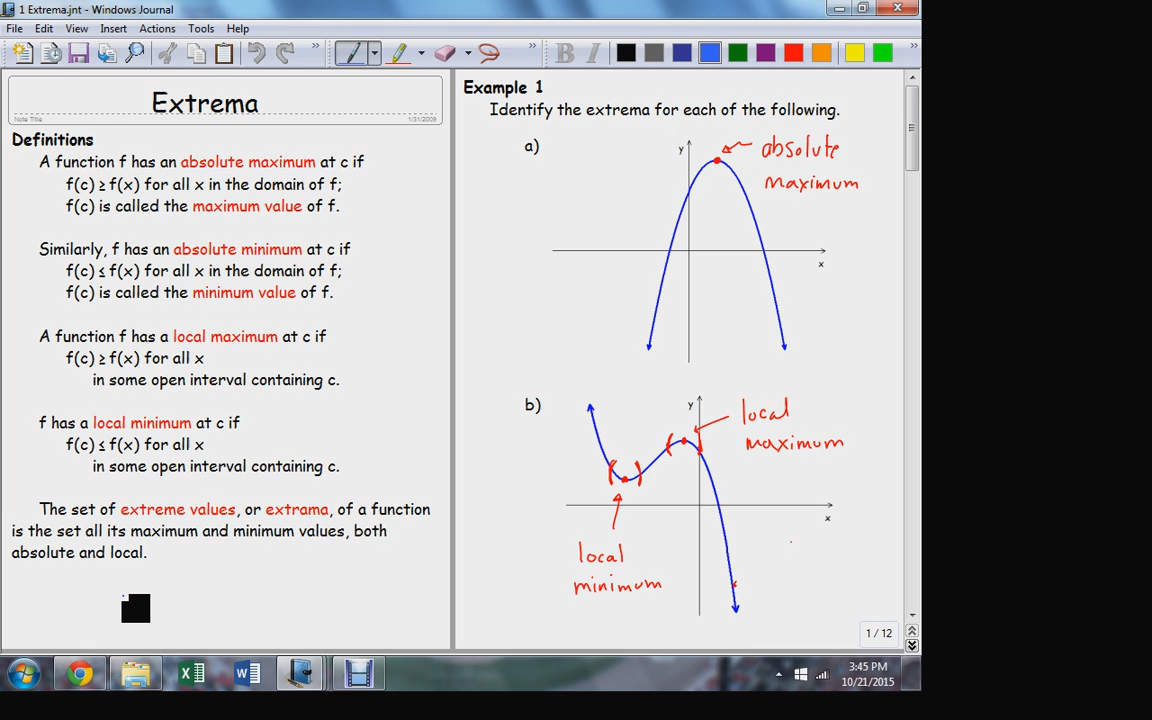 1 Extrema.jnt - Windows Journal
File Edit View Insert Actions Tools Help
B I
Extrema
Note Title
1/31/2009
Definitions
A function f has an absolute maximum at c if
f(c) ≥ f(x) for all x in the domain of f;
f(c) is called the maximum value of f.
Similarly, f has an absolute minimum at c if
f(c) ≤ f(x) for all x in the domain of f;
f(c) is called the minimum value of f.
A function f has a local maximum at c if
f(c) ≥ f(x) for all x
in some open interval containing c.
f has a local minimum at c if
f(c) ≤ f(x) for all x
in some open interval containing c.
The set of extreme values, or extrama, of a function
is the set all its maximum and minimum values, both
absolute and local.
Example 1
Identify the extrema for each of the following.
a)
y
absolute
maximum
x
b)
y
local
maximum
x
local
minimum
1 / 12
3:45 PM
10/21/2015